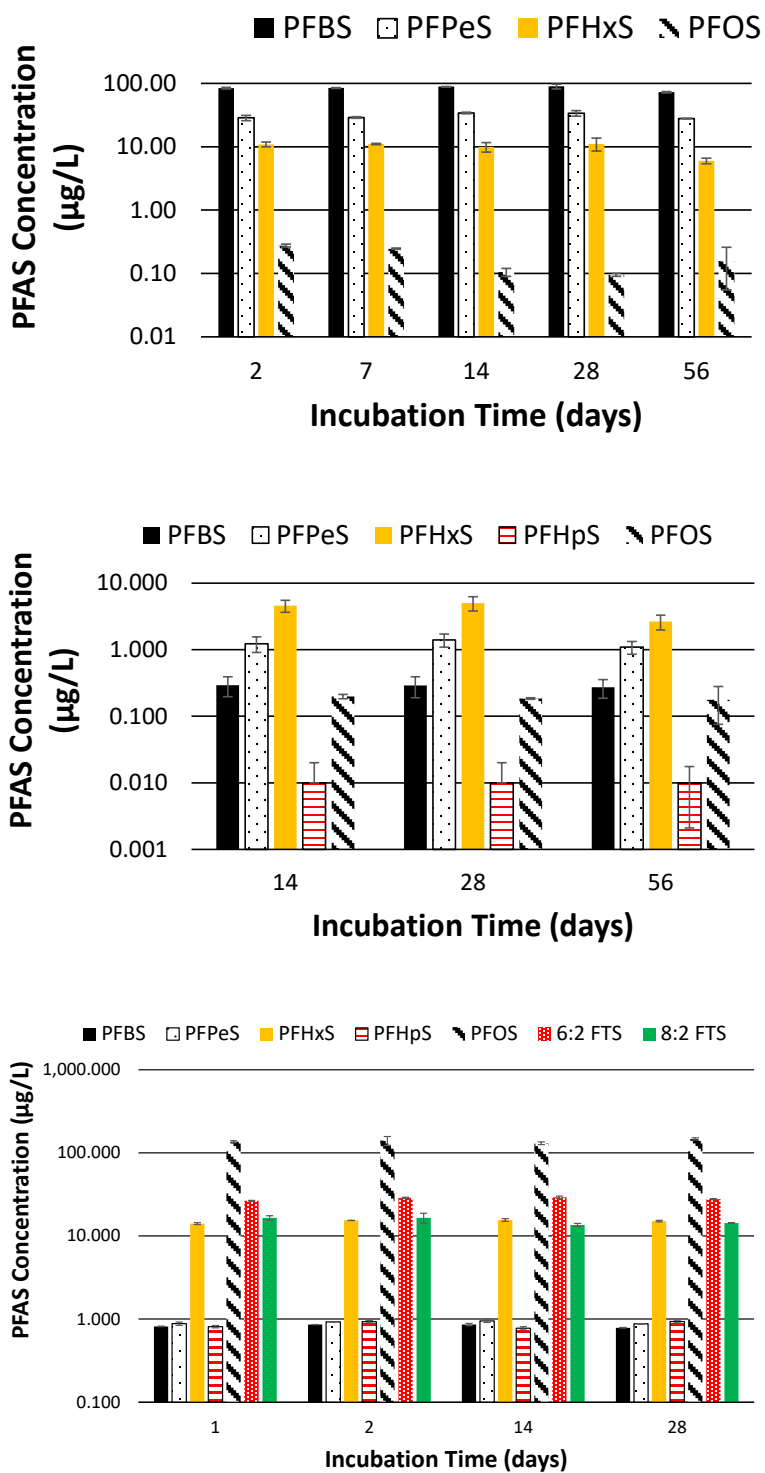 PFBS PFPeS PFHxS PFOS
100.00
10.00
1.00
0.10
0.01
PFAS Concentration
(µg/L)
2 7 14 28 56
Incubation Time (days)
PFBS PFPeS PFHxS PFHpS PFOS
10.000
1.000
0.100
0.010
0.001
PFAS Concentration
(µg/L)
14 28 56
Incubation Time (days)
PFBS PFPeS PFHxS PFHpS PFOS 6:2 FTS 8:2 FTS
1,000.000
100.000
10.000
1.000
0.100
PFAS Concentration (µg/L)
1 2 14 28
Incubation Time (days)